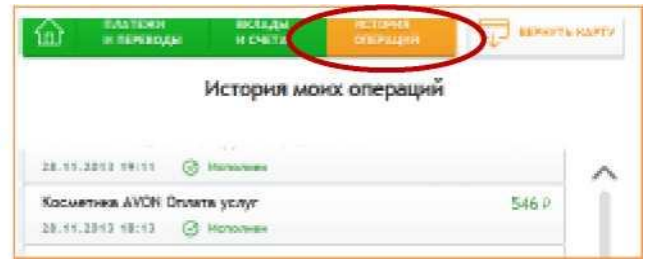 ПЛАТЕЖИ
И ПЕРЕВОДЫ
ВКЛАДЫ
И СЧЕТА
ИСТОРИЯ
ОПЕРАЦИЙ
ВЕРНУТЬ КАРТУ
История моих операций
28.11.2013 19:11 Исполнен
Косметика AVON Оплата услуг 546 ₽
28.11.2013 18:13 Исполнен